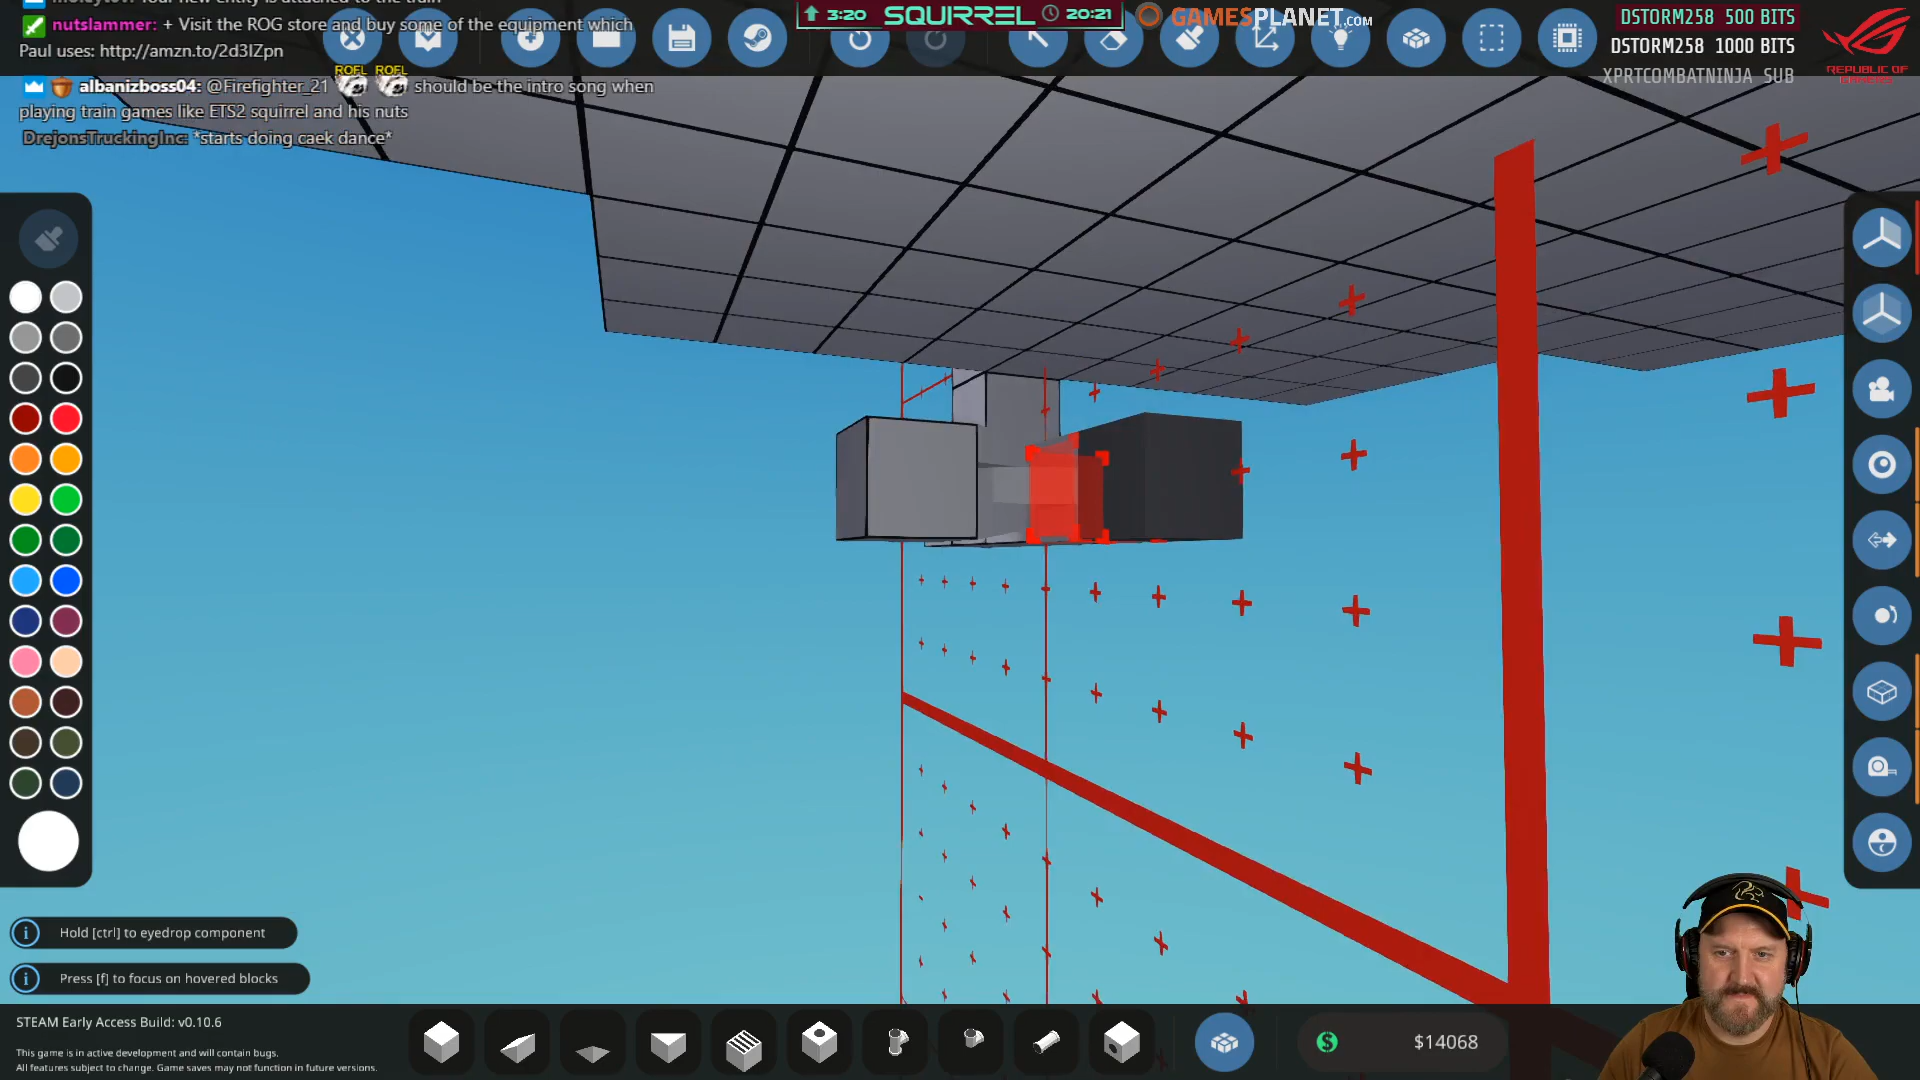 nutslammer: + Visit the ROG store and buy some of the equipment which
Paul uses: http://amzn.to/2d3IZpn
albanizboss04: @Firefighter_21 ROFL ROFL should be the intro song when
playing train games like ETS2 squirrel and his nuts
DrejonsTruckingInc: *starts doing caek dance*
3:20 SQUIRREL 20:21
GAMESPLANET.COM
DSTORM258 500 BITS
DSTORM258 1000 BITS
XPRTCOMBATNINJA SUB
REPUBLIC OF
GAMERS
Hold [ctrl] to eyedrop component
Press [f] to focus on hovered blocks
STEAM Early Access Build: v0.10.6
This game is in active development and will contain bugs.
All features subject to change. Game saves may not function in future versions.
$14068